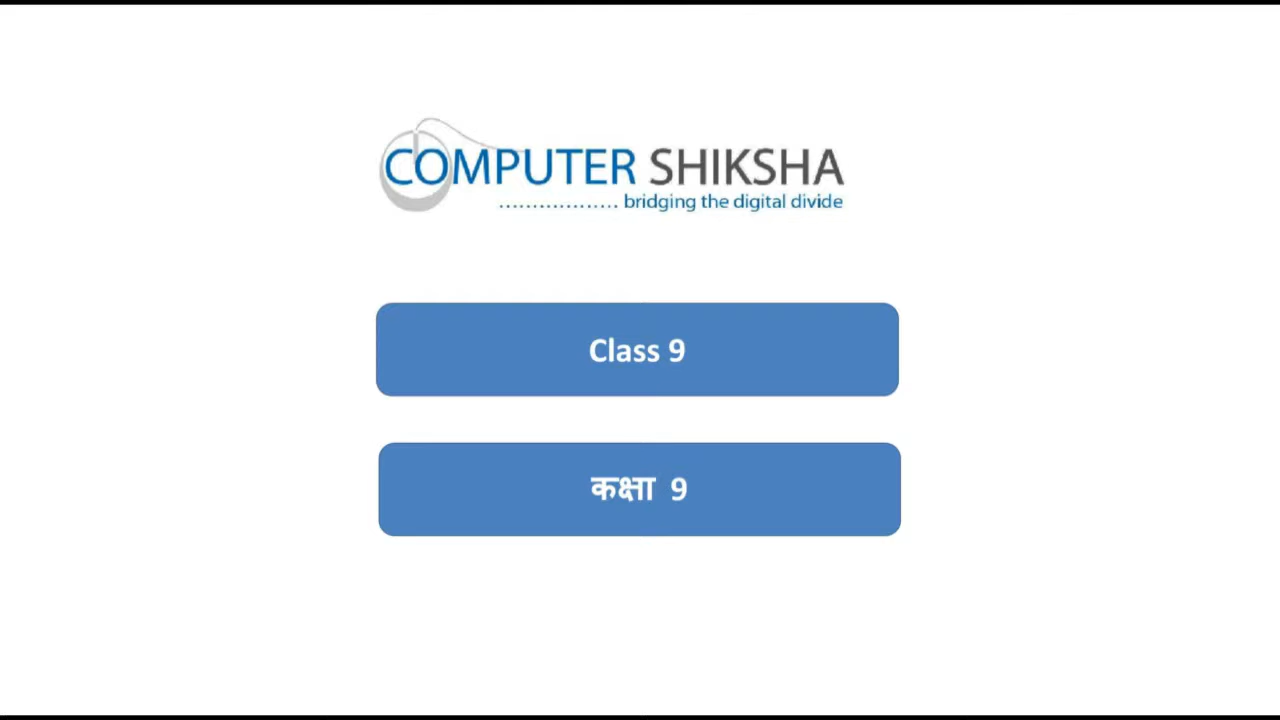 COMPUTER SHIKSHA
.................. bridging the digital divide
Class 9
कक्षा 9